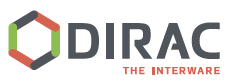 DIRAC
THE INTERWARE